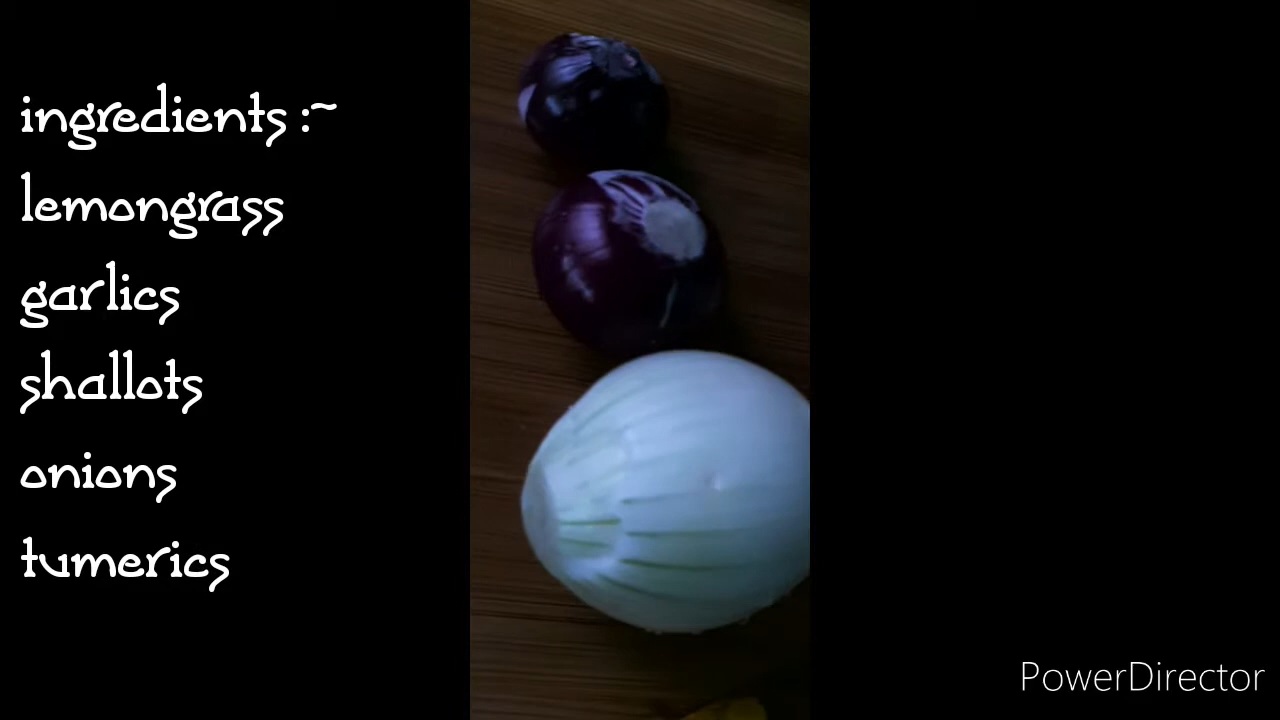 ingredients :~
lemongrass
garlics
shallots
onions
tumerics
PowerDirector